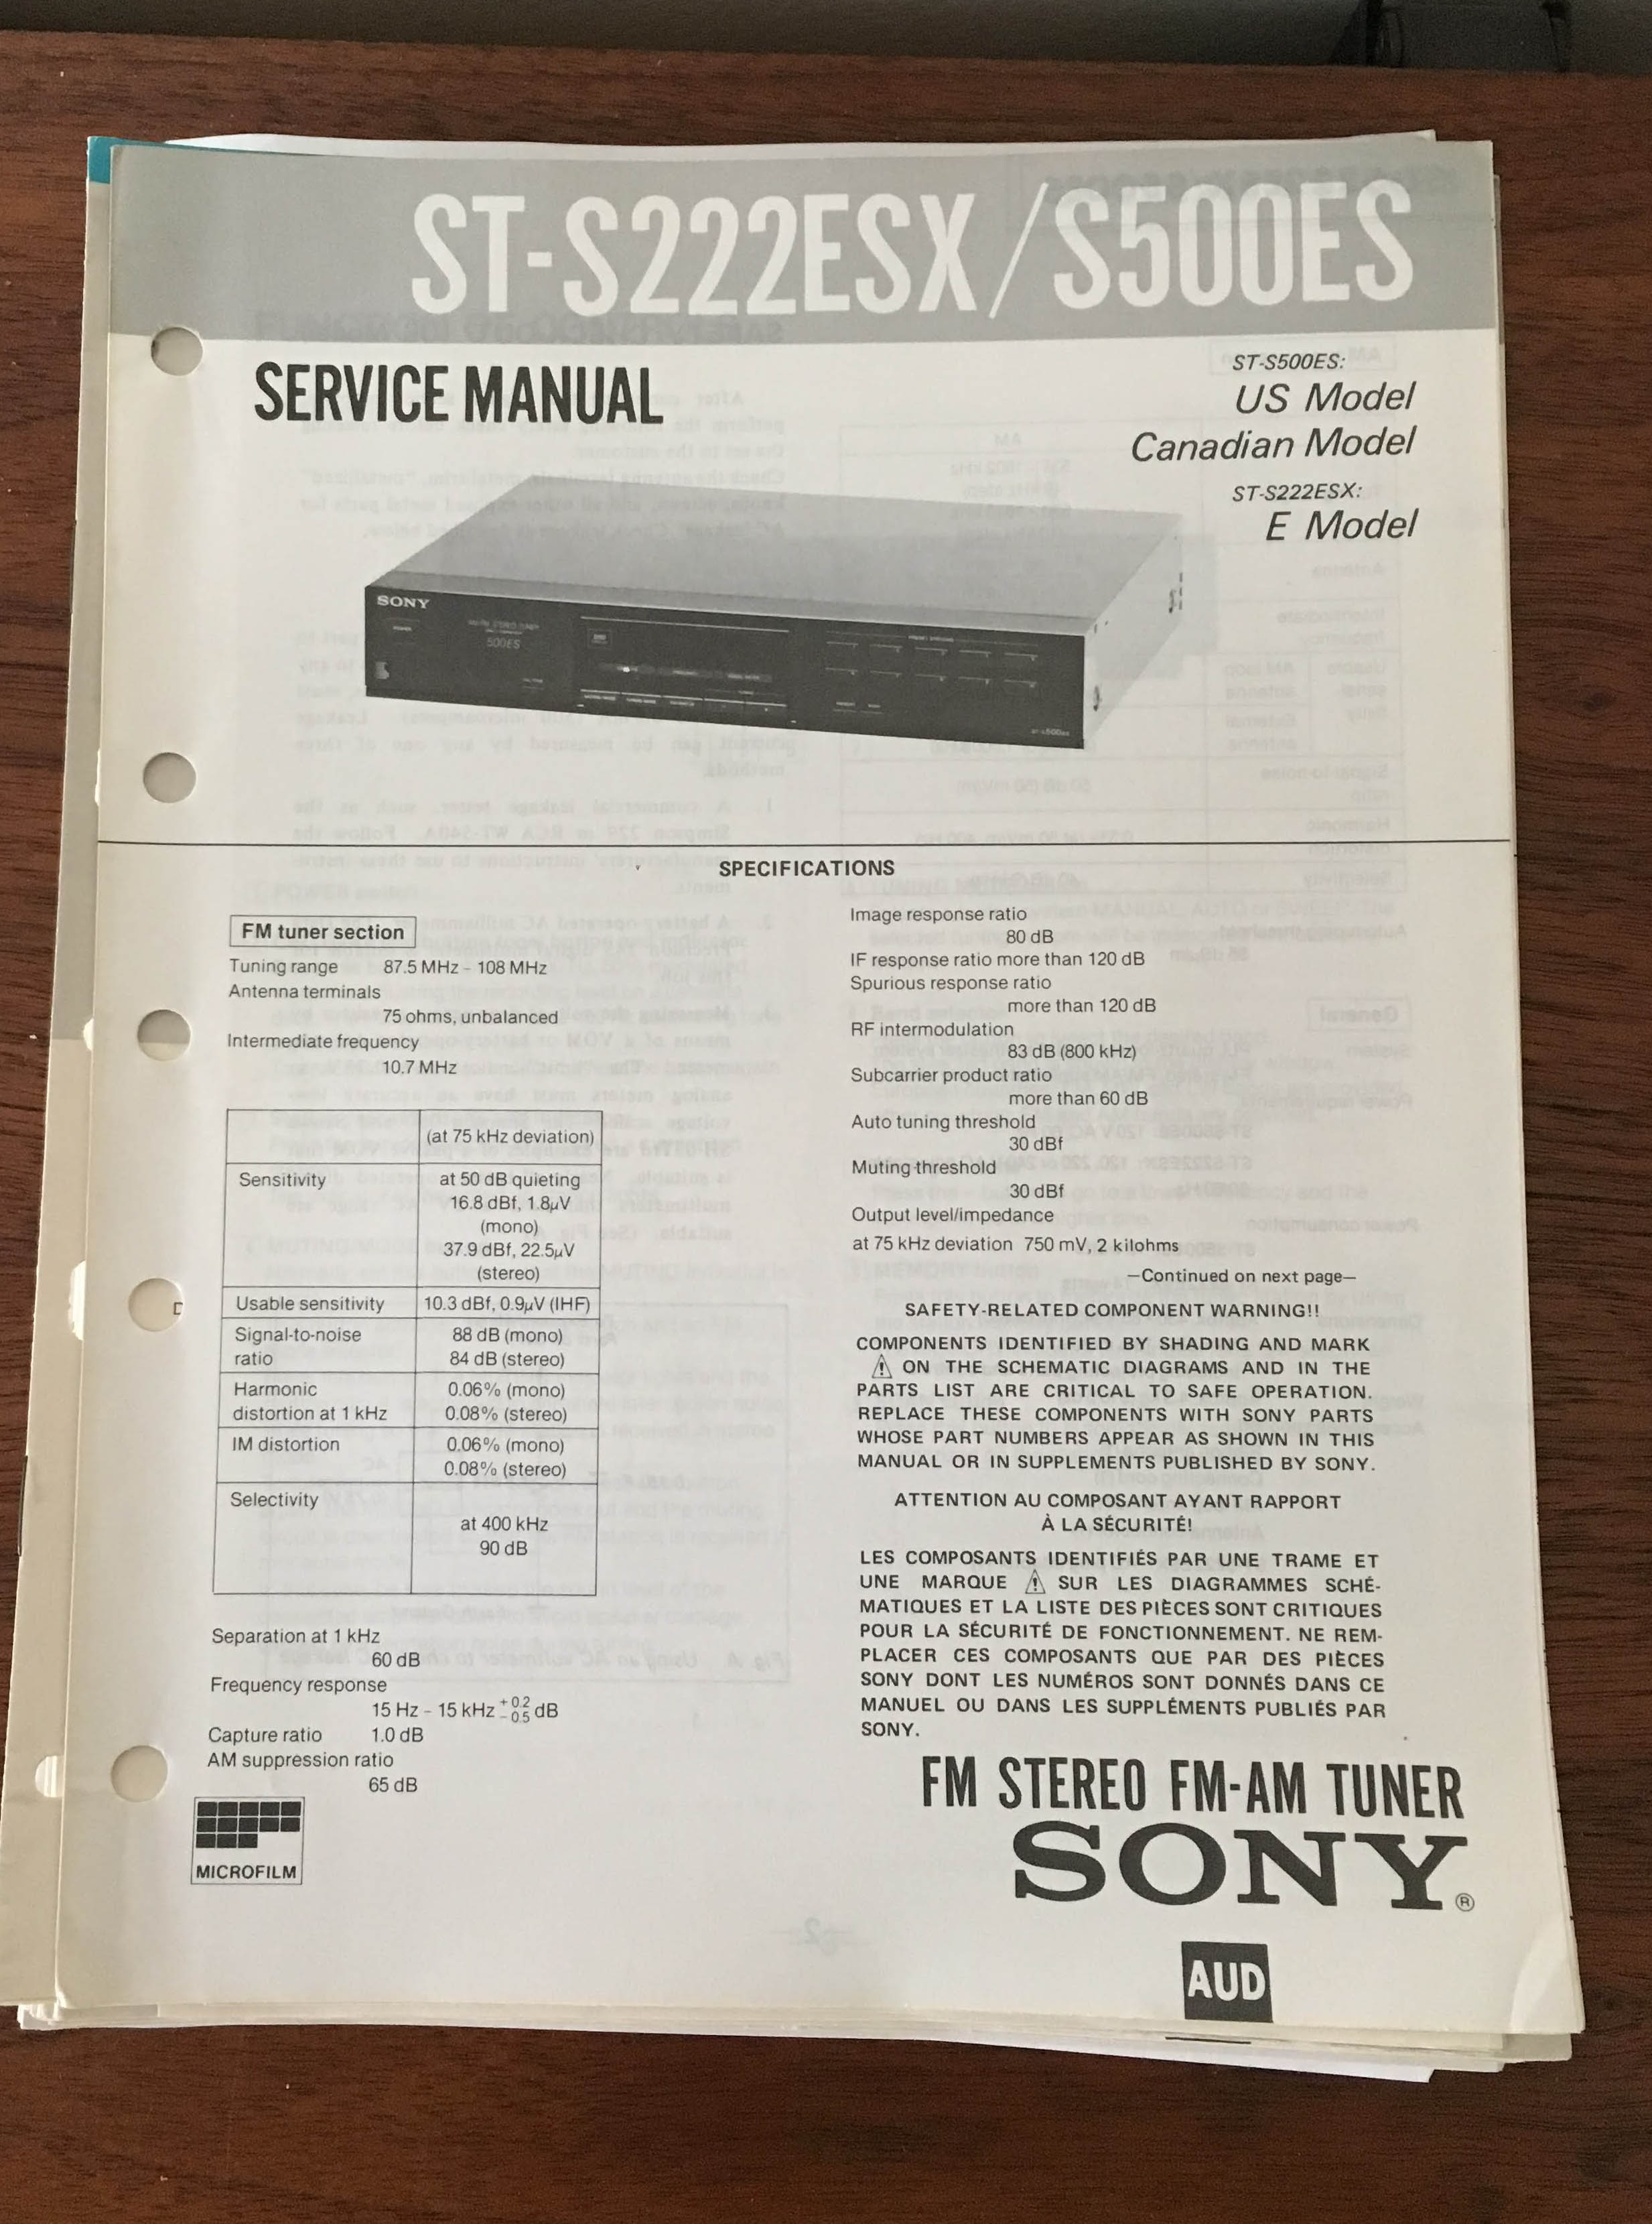 ST-S222ESX/S500ES
SERVICE MANUAL
ST-S500ES:
US Model
Canadian Model
ST-S222ESX:
E Model
SONY
POWER
500ES
SPECIFICATIONS
FM tuner section
Tuning range 87.5 MHz – 108 MHz
Antenna terminals
75 ohms, unbalanced
Intermediate frequency
10.7 MHz
(at 75 kHz deviation)
Sensitivity at 50 dB quieting
16.8 dBf, 1.8µV
(mono)
37.9 dBf, 22.5µV
(stereo)
Usable sensitivity 10.3 dBf, 0.9µV (IHF)
Signal-to-noise 88 dB (mono)
ratio 84 dB (stereo)
Harmonic 0.06% (mono)
distortion at 1 kHz 0.08% (stereo)
IM distortion 0.06% (mono)
0.08% (stereo)
Selectivity
at 400 kHz
90 dB
Separation at 1 kHz
60 dB
Frequency response
15 Hz – 15 kHz +0.2 −0.5 dB
Capture ratio 1.0 dB
AM suppression ratio
65 dB
MICROFILM
Image response ratio
80 dB
IF response ratio more than 120 dB
Spurious response ratio
more than 120 dB
RF intermodulation
83 dB (800 kHz)
Subcarrier product ratio
more than 60 dB
Auto tuning threshold
30 dBf
Muting threshold
30 dBf
Output level/impedance
at 75 kHz deviation 750 mV, 2 kilohms
—Continued on next page—
SAFETY-RELATED COMPONENT WARNING!!
COMPONENTS IDENTIFIED BY SHADING AND MARK
⚠ ON THE SCHEMATIC DIAGRAMS AND IN THE
PARTS LIST ARE CRITICAL TO SAFE OPERATION.
REPLACE THESE COMPONENTS WITH SONY PARTS
WHOSE PART NUMBERS APPEAR AS SHOWN IN THIS
MANUAL OR IN SUPPLEMENTS PUBLISHED BY SONY.
ATTENTION AU COMPOSANT AYANT RAPPORT
À LA SÉCURITÉ!
LES COMPOSANTS IDENTIFIÉS PAR UNE TRAME ET
UNE MARQUE ⚠ SUR LES DIAGRAMMES SCHÉ-
MATIQUES ET LA LISTE DES PIÈCES SONT CRITIQUES
POUR LA SÉCURITÉ DE FONCTIONNEMENT. NE REM-
PLACER CES COMPOSANTS QUE PAR DES PIÈCES
SONY DONT LES NUMÉROS SONT DONNÉS DANS CE
MANUEL OU DANS LES SUPPLÉMENTS PUBLIÉS PAR
SONY.
FM STEREO FM-AM TUNER
SONY®
AUD